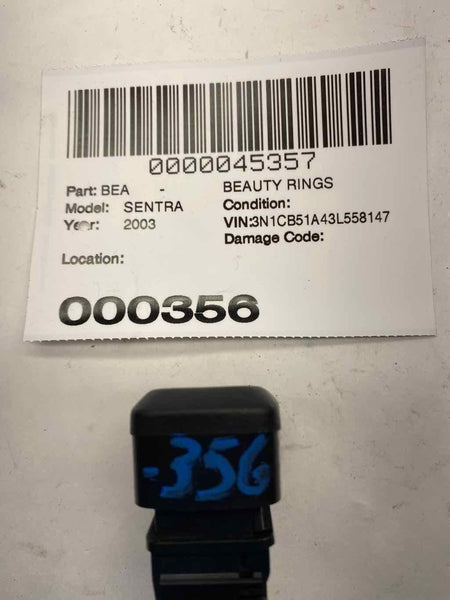 0000045357
Part: BEA - BEAUTY RINGS
Model: SENTRA Condition:
Year: 2003 VIN:3N1CB51A43L558147
Damage Code:
Location:
000356
-356